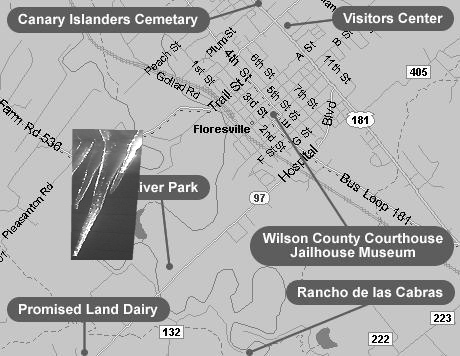 Canary Islanders Cemetery
Visitors Center
Peach St
Plum St
1st St
4th St
6th St
A St
B St
11th St
405
Goliad Rd
Trail St
3rd St
5th St
7th St
Blvd
181
Farm Rd 536
Floresville
2nd St
E St
G St
F St
Hospital
iver Park
97
Bus Loop 181
Pleasanton Rd
Wilson County Courthouse
Jailhouse Museum
Rancho de las Cabras
Promised Land Dairy
132
222
223